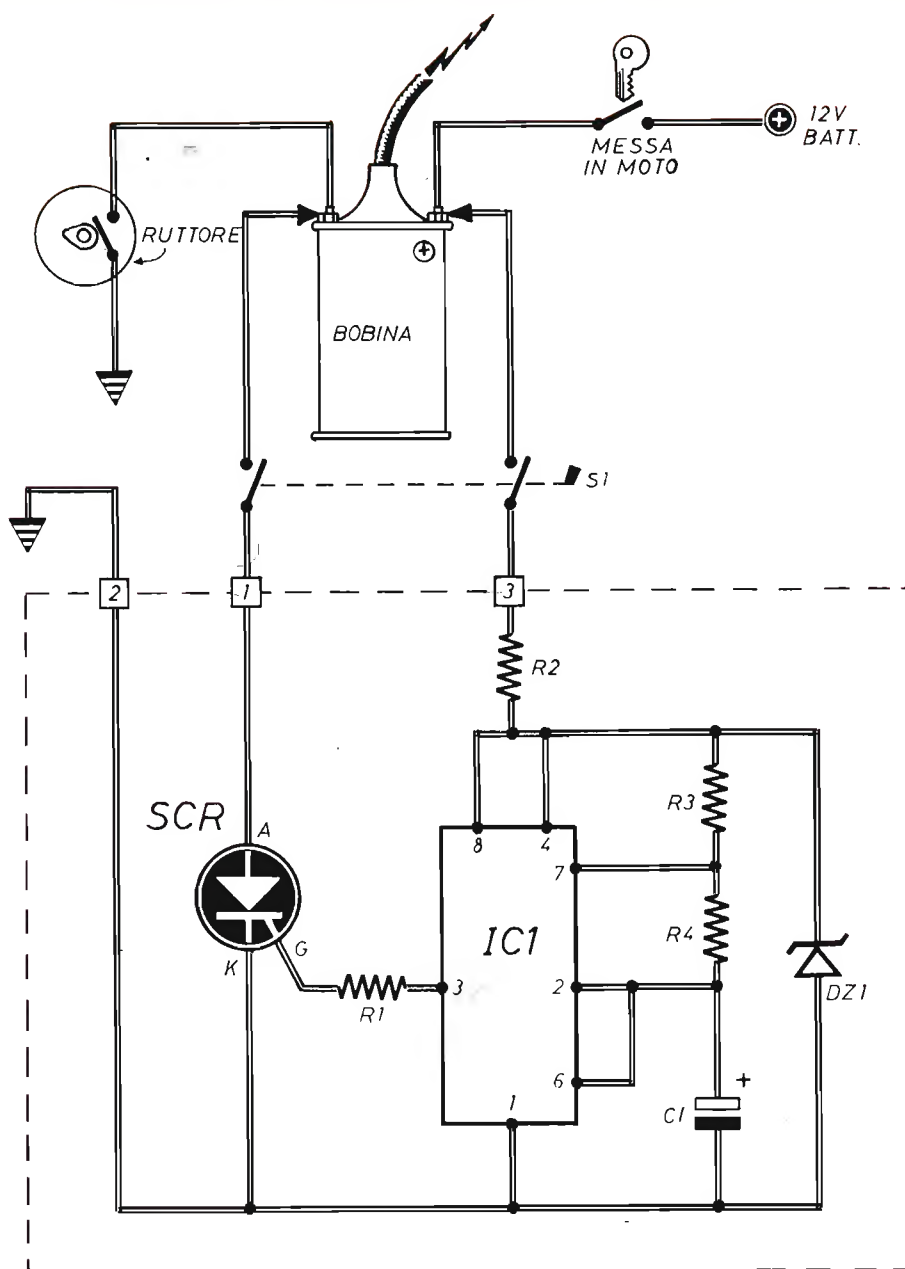 12V
BATT.
MESSA
IN MOTO
RUTTORE
+
BOBINA
S1
2
1
3
R2
SCR
A
R3
8
4
7
IC1
R4
G
K
3
2
DZ1
R1
6
+
1
C1